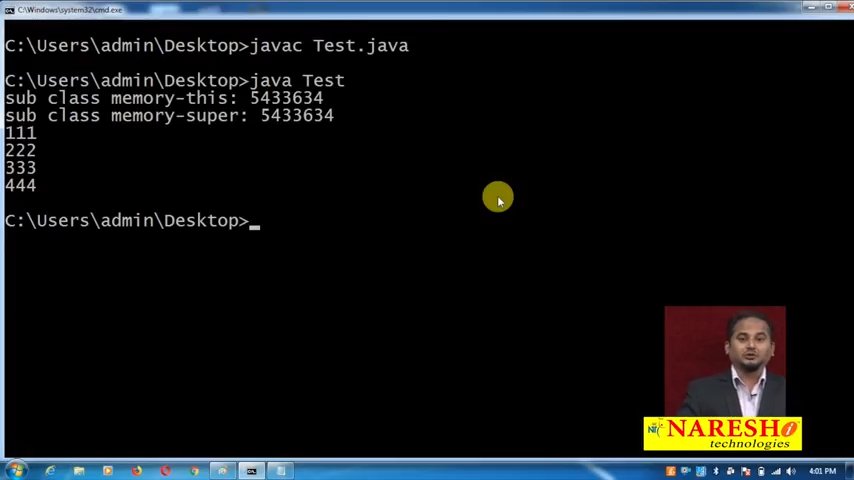 C:\Windows\system32\cmd.exe
C:\Users\admin\Desktop>javac Test.java
C:\Users\admin\Desktop>java Test
sub class memory-this: 5433634
sub class memory-super: 5433634
111
222
333
444
C:\Users\admin\Desktop>_
NARESH i
technologies
4:01 PM